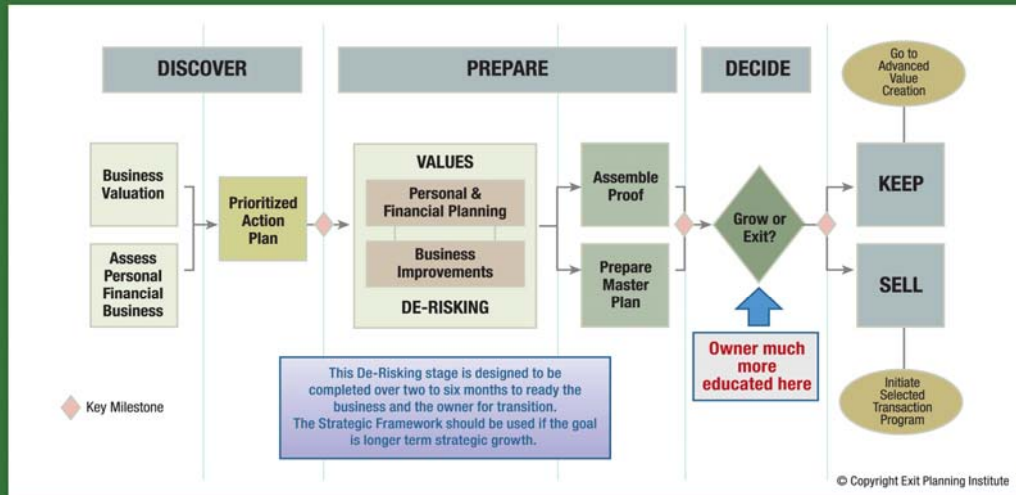 DISCOVER
PREPARE
DECIDE
Go to
Advanced
Value
Creation
Business
Valuation
Assess
Personal
Financial
Business
Prioritized
Action
Plan
VALUES
Personal &
Financial Planning
Business
Improvements
DE-RISKING
Assemble
Proof
Prepare
Master
Plan
Grow or
Exit?
KEEP
SELL
Owner much
more
educated here
This De-Risking stage is designed to be
completed over two to six months to ready the
business and the owner for transition.
The Strategic Framework should be used if the goal
is longer term strategic growth.
Initiate
Selected
Transaction
Program
Key Milestone
© Copyright Exit Planning Institute